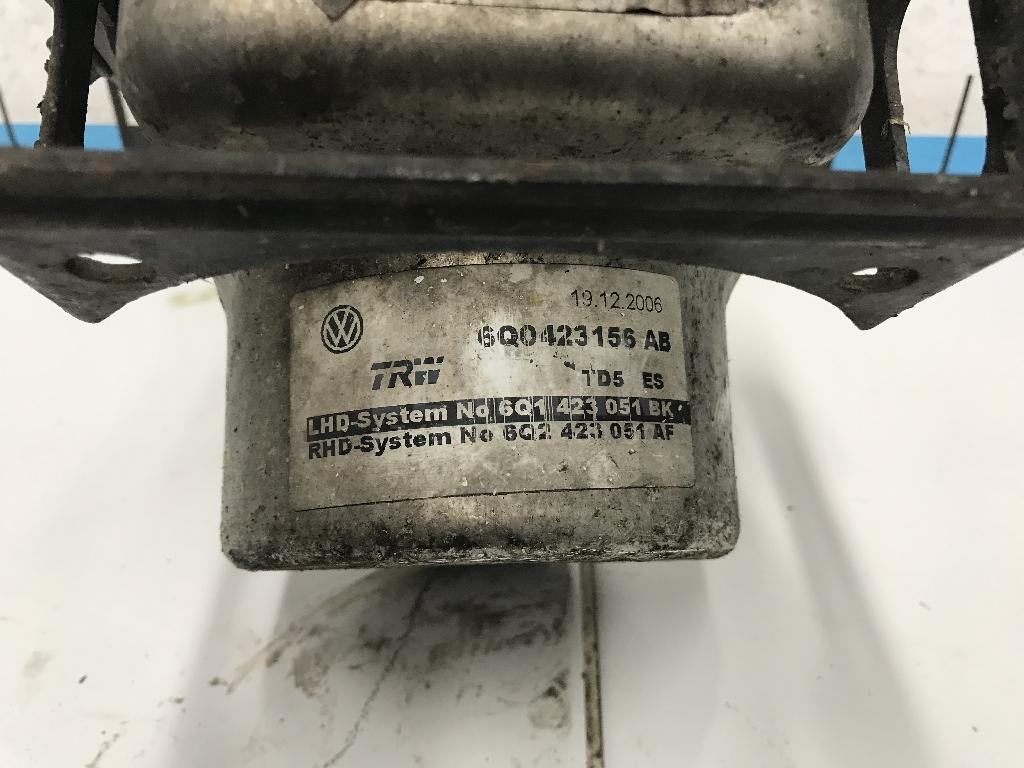 19.12.2006
6Q0423156 AB
TRW
TD5 ES
LHD-System No 6Q1 423 051 BK
RHD-System No 6Q2 423 051 AF